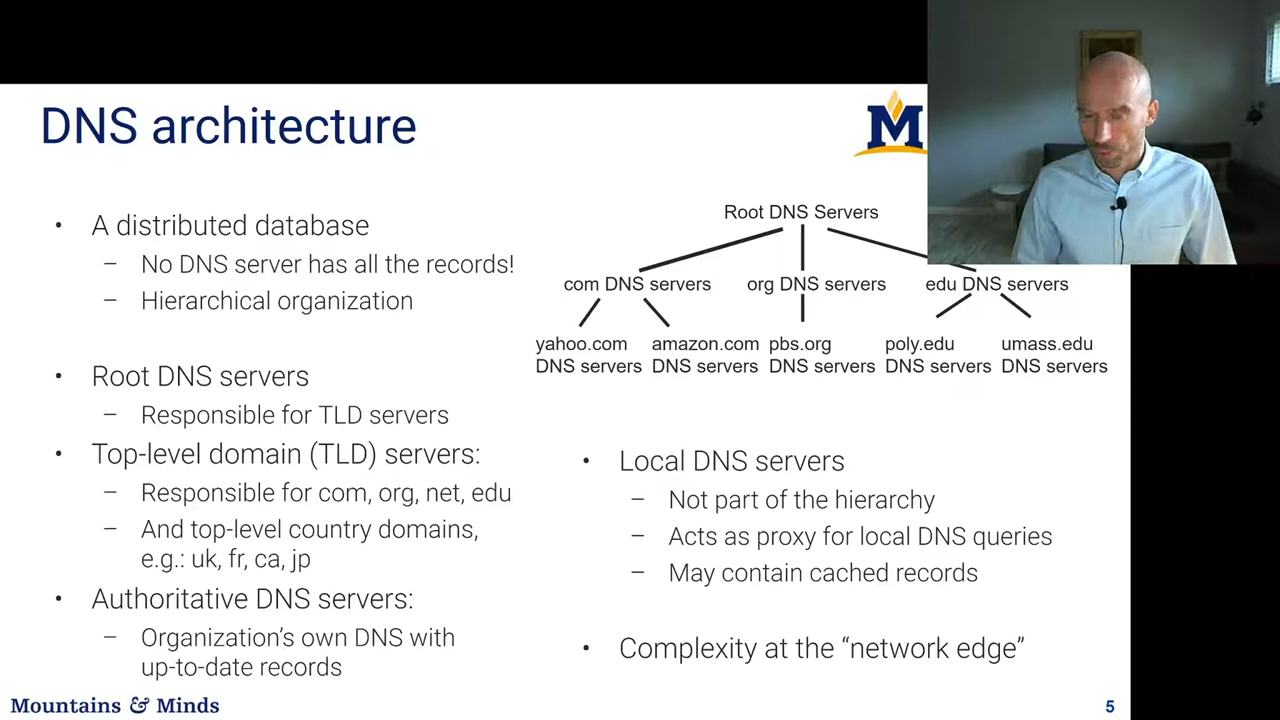 DNS architecture
M
• A distributed database
– No DNS server has all the records!
– Hierarchical organization
• Root DNS servers
– Responsible for TLD servers
• Top-level domain (TLD) servers:
– Responsible for com, org, net, edu
– And top-level country domains,
e.g.: uk, fr, ca, jp
• Authoritative DNS servers:
– Organization's own DNS with
up-to-date records
Root DNS Servers
com DNS servers org DNS servers edu DNS servers
yahoo.com amazon.com pbs.org poly.edu umass.edu
DNS servers DNS servers DNS servers DNS servers DNS servers
• Local DNS servers
– Not part of the hierarchy
– Acts as proxy for local DNS queries
– May contain cached records
• Complexity at the “network edge”
Mountains & Minds
5